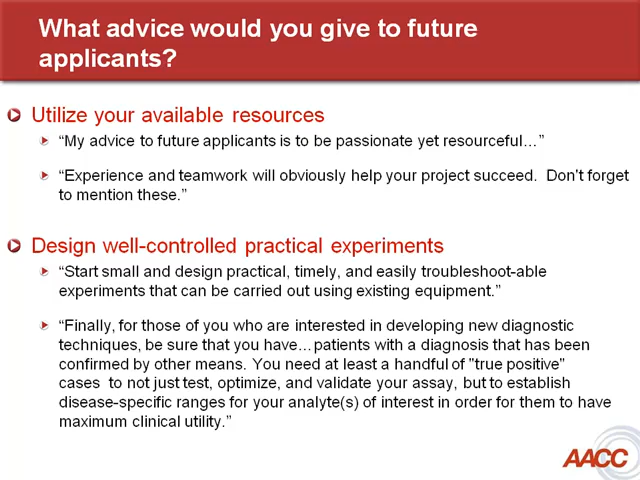 What advice would you give to future
applicants?
Utilize your available resources
“My advice to future applicants is to be passionate yet resourceful…”
“Experience and teamwork will obviously help your project succeed.  Don't forget
to mention these.”
Design well-controlled practical experiments
“Start small and design practical, timely, and easily troubleshoot-able
experiments that can be carried out using existing equipment.”
“Finally, for those of you who are interested in developing new diagnostic
techniques, be sure that you have…patients with a diagnosis that has been
confirmed by other means. You need at least a handful of "true positive"
cases  to not just test, optimize, and validate your assay, but to establish
disease-specific ranges for your analyte(s) of interest in order for them to have
maximum clinical utility.”
AACC